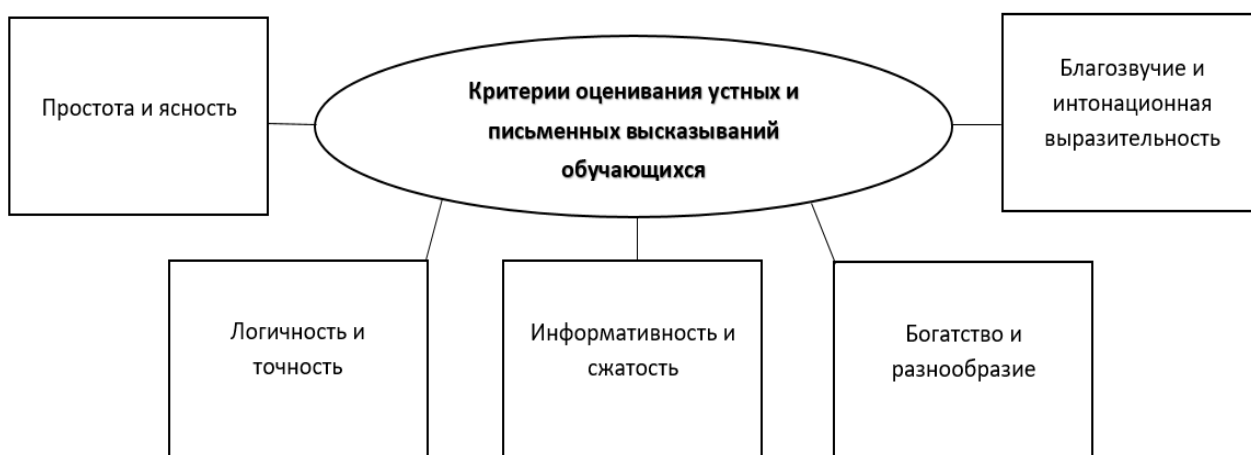 Критерии оценивания устных и
письменных высказываний
обучающихся
Простота и ясность
Благозвучие и
интонационная
выразительность
Логичность и
точность
Информативность и
сжатость
Богатство и
разнообразие